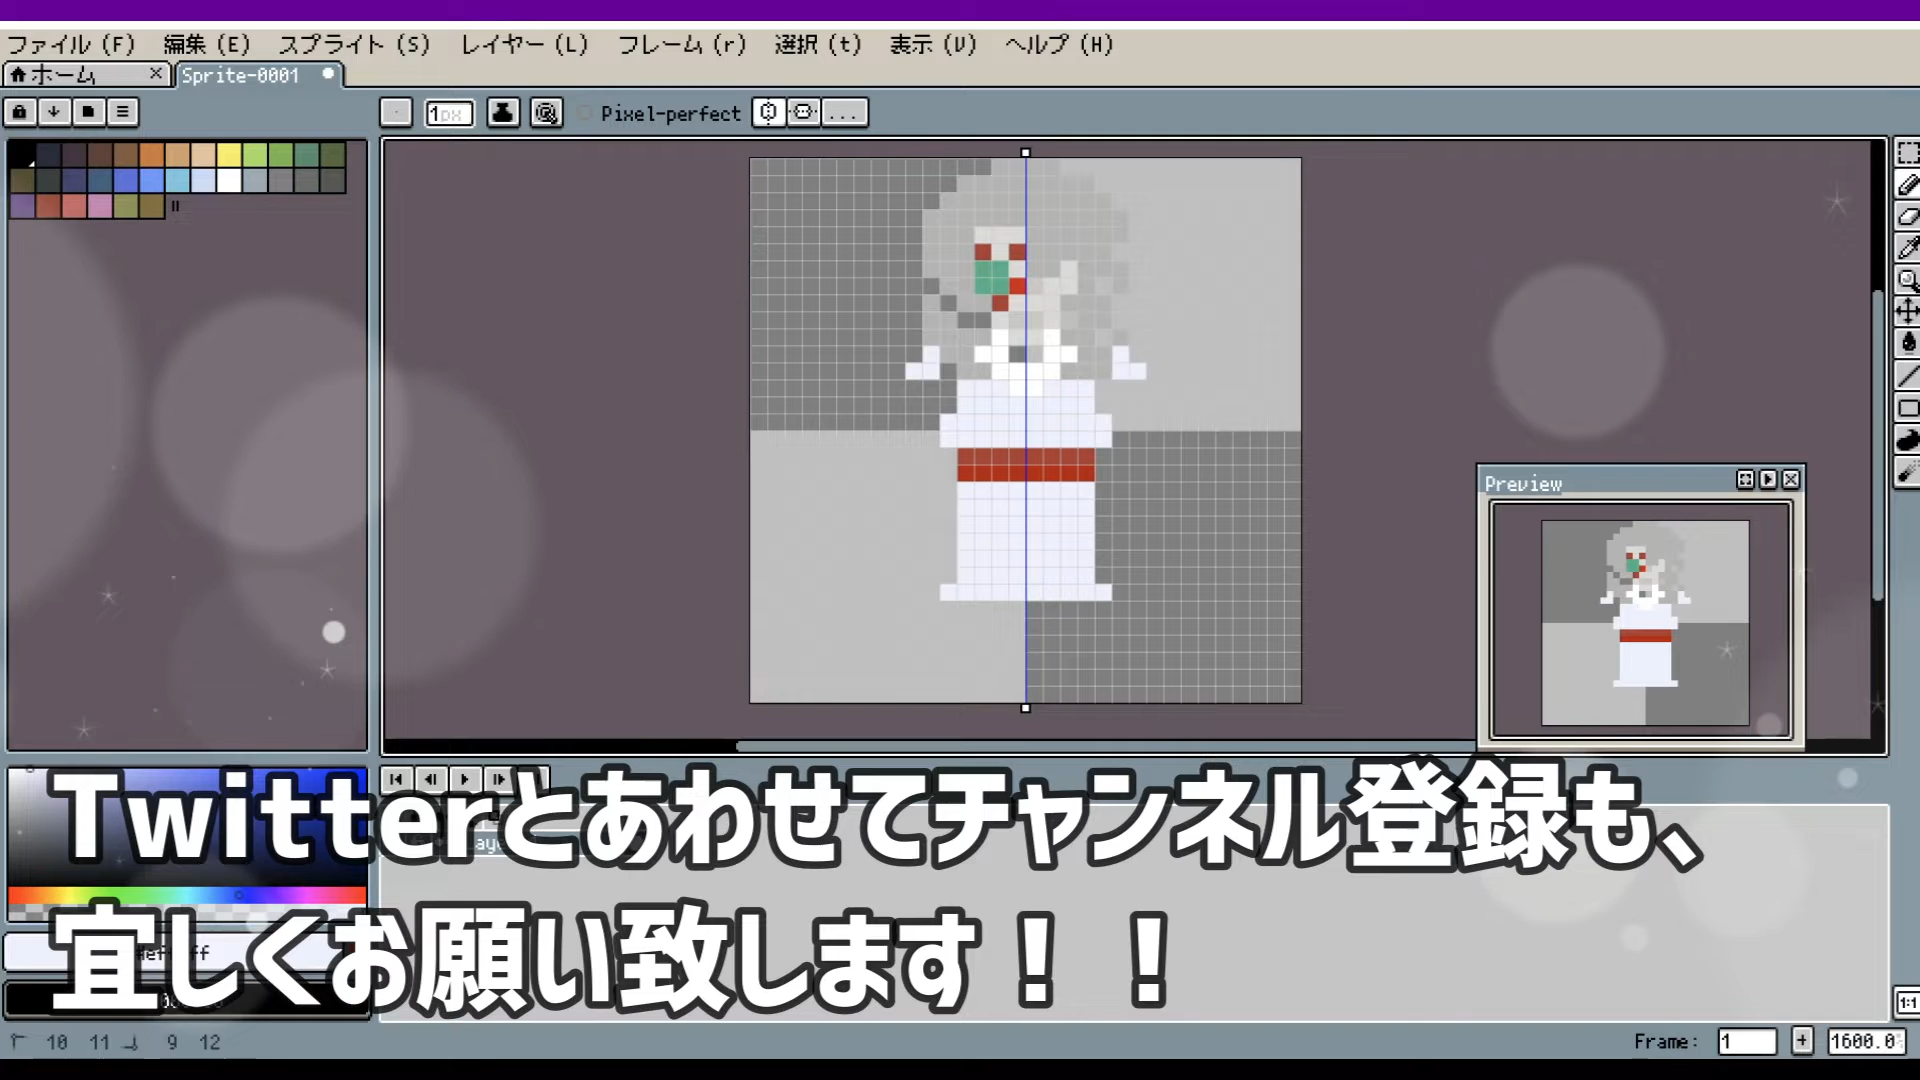 ファイル (F) 編集 (E) スプライト (S) レイヤー (L) フレーム (r) 選択 (t) 表示 (V) ヘルプ (H)
ホーム Sprite-0001
1px Pixel-perfect ...
Preview
Twitterとあわせてチャンネル登録も、
宜しくお願い致します！！
1:1
10 11 9 12 Frame: 1 + 1600.0